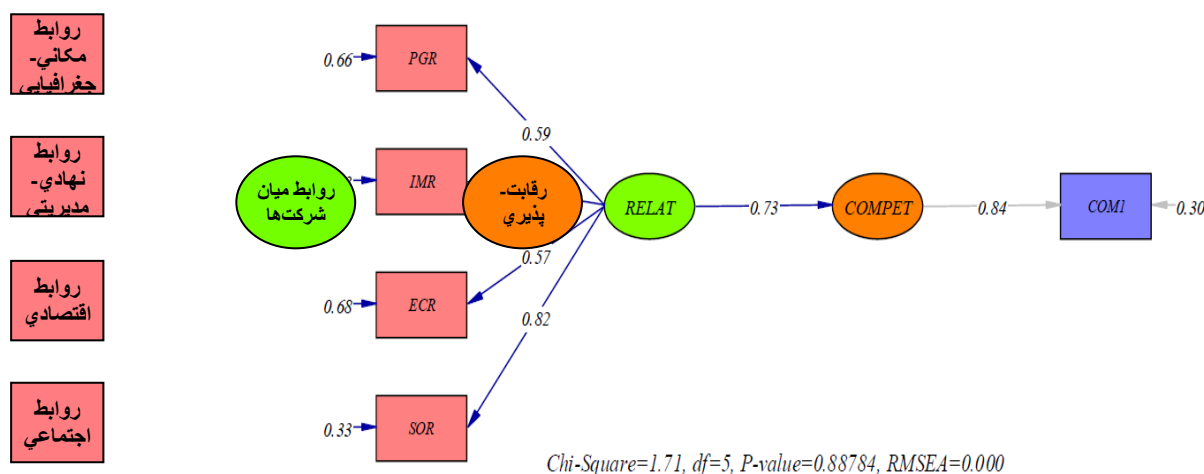 روابط
مكاني-
جغرافيايي
روابط
نهادي-
مديريتي
روابط
اقتصادي
روابط
اجتماعي
روابط ميان
شركت‌ها
رقابت-
پذيري
0.66
PGR
0.59
IMR
RELAT
0.73
COMPET
0.84
COM1
0.30
0.57
0.68
ECR
0.82
0.33
SOR
Chi-Square=1.71, df=5, P-value=0.88784, RMSEA=0.000